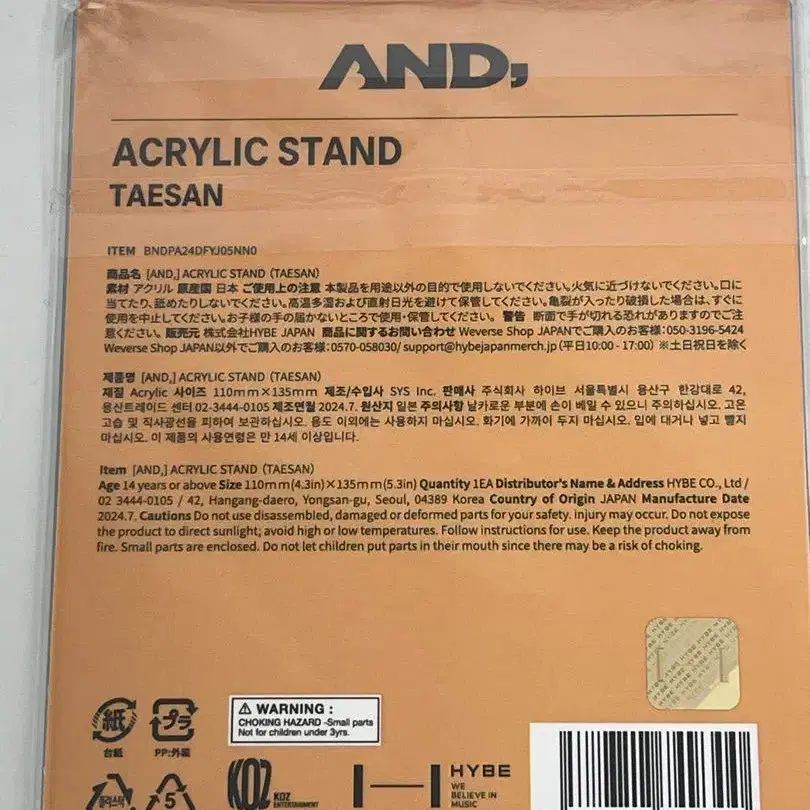 AND,
ACRYLIC STAND
TAESAN
ITEM BNDPA24DFYJ05NN0
商品名 [AND,] ACRYLIC STAND (TAESAN)
素材 アクリル 原産国 日本 ご使用上の注意 本製品を用途以外の目的で使用しないでください。火気に近づけないでください。口に
当てたり、舐めたりしないでください。高温多湿および直射日光を避けて保管してください。亀裂が入ったり破損した場合は、すぐに
使用を中止してください。お子様の手の届かないところで使用・保管してください。 警告 断面で手が切れる恐れがありますのでご注
意ください。 販売元 株式会社HYBE JAPAN 商品に関するお問い合わせ Weverse Shop JAPANでご購入のお客様:050-3196-5424
Weverse Shop JAPAN以外でご購入のお客様:0570-058030/ support@hybejapanmerch.jp (平日10:00 - 17:00) ※土日祝日を除く
제품명 [AND,] ACRYLIC STAND (TAESAN)
재질 Acrylic 사이즈 110mm×135mm 제조/수입사 SYS Inc. 판매사 주식회사 하이브 서울특별시 용산구 한강대로 42,
용산트레이드 센터 02-3444-0105 제조연월 2024.7. 원산지 일본 주의사항 날카로운 부분에 손이 베일 수 있으니 주의하십시오. 고온
고습 및 직사광선을 피하여 보관하십시오. 용도 이외에는 사용하지 마십시오. 화기에 가까이 두지 마십시오. 입에 대거나 넣고 빨지
마십시오. 이 제품의 사용연령은 만 14세 이상입니다.
Item [AND,] ACRYLIC STAND (TAESAN)
Age 14 years or above Size 110mm(4.3in)×135mm(5.3in) Quantity 1EA Distributor's Name & Address HYBE CO., Ltd /
02 3444-0105 / 42, Hangang-daero, Yongsan-gu, Seoul, 04389 Korea Country of Origin JAPAN Manufacture Date
2024.7. Cautions Do not use disassembled, damaged or deformed parts for your safety. injury may occur. Do not expose
the product to direct sunlight; avoid high or low temperatures. Follow instructions for use. Keep the product away from
fire. Small parts are enclosed. Do not let children put parts in their mouth since there may be a risk of choking.
HYBE HYBE HYBE
紙
台紙
プラ
PP:外装
WARNING :
CHOKING HAZARD -Small parts
Not for children under 3yrs.
플라스틱
5
KOZ
KOZ
ENTERTAINMENT
HYBE
WE
BELIEVE IN
MUSIC